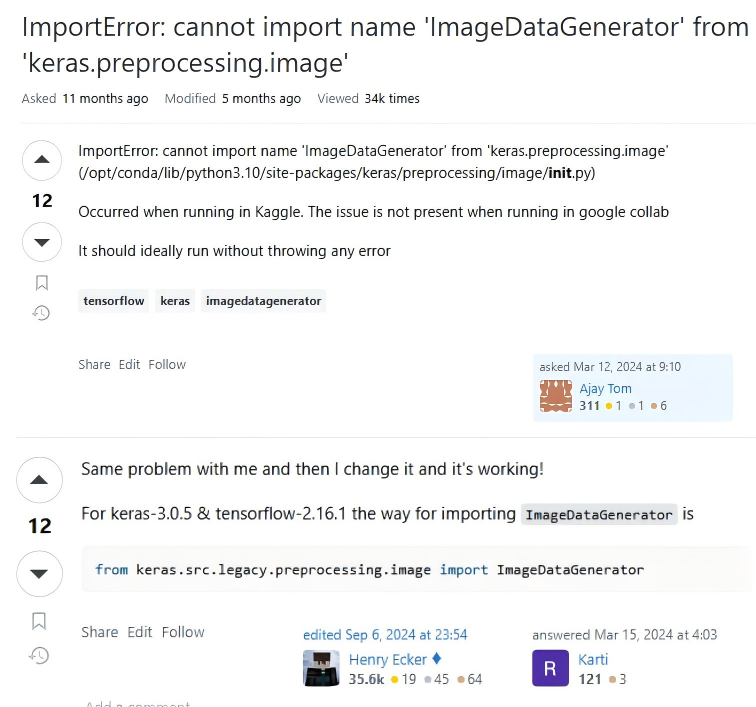 ImportError: cannot import name 'ImageDataGenerator' from
'keras.preprocessing.image'
Asked 11 months ago Modified 5 months ago Viewed 34k times
ImportError: cannot import name 'ImageDataGenerator' from 'keras.preprocessing.image'
(/opt/conda/lib/python3.10/site-packages/keras/preprocessing/image/init.py)
12
Occurred when running in Kaggle. The issue is not present when running in google collab
It should ideally run without throwing any error
tensorflow keras imagedatagenerator
Share Edit Follow
asked Mar 12, 2024 at 9:10
Ajay Tom
311 1 1 6
Same problem with me and then I change it and it's working!
12
For keras-3.0.5 & tensorflow-2.16.1 the way for importing ImageDataGenerator is
from keras.src.legacy.preprocessing.image import ImageDataGenerator
Share Edit Follow
edited Sep 6, 2024 at 23:54
Henry Ecker
35.6k 19 45 64
answered Mar 15, 2024 at 4:03
R
Karti
121 3
Add a comment